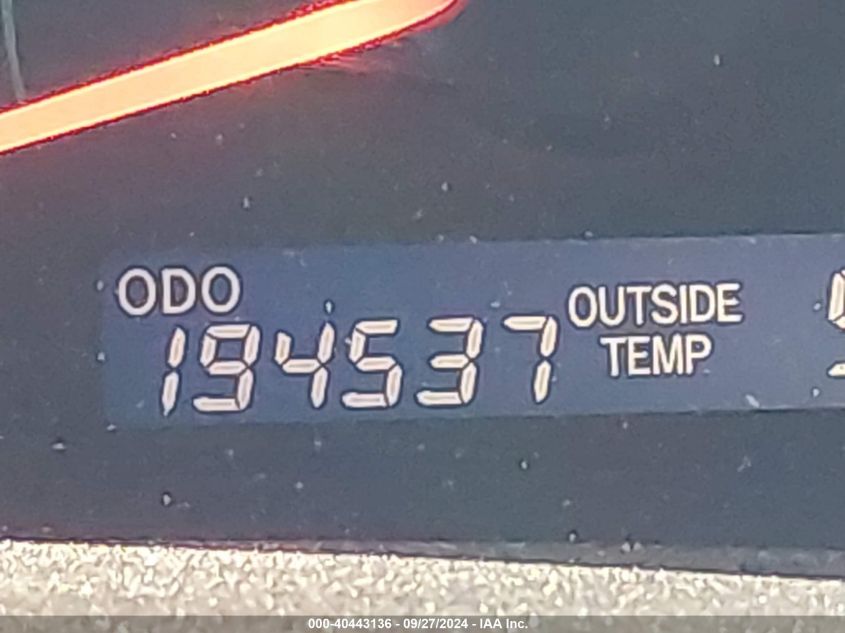 ODO
194537
OUTSIDE
TEMP
000-40443136 - 09/27/2024 - IAA Inc.